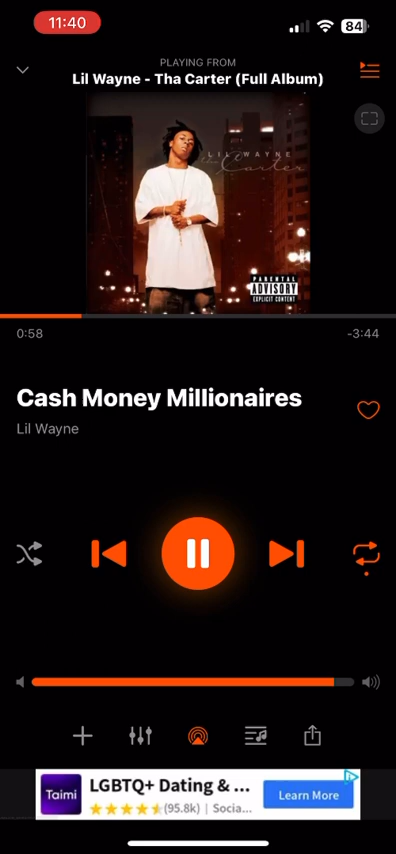 11:40
84
PLAYING FROM
Lil Wayne - Tha Carter (Full Album)
LIL WAYNE
Carter
PARENTAL
ADVISORY
EXPLICIT CONTENT
0:58
-3:44
Cash Money Millionaires
Lil Wayne
Taimi
LGBTQ+ Dating & ...
(95.8k) | Socia...
Learn More